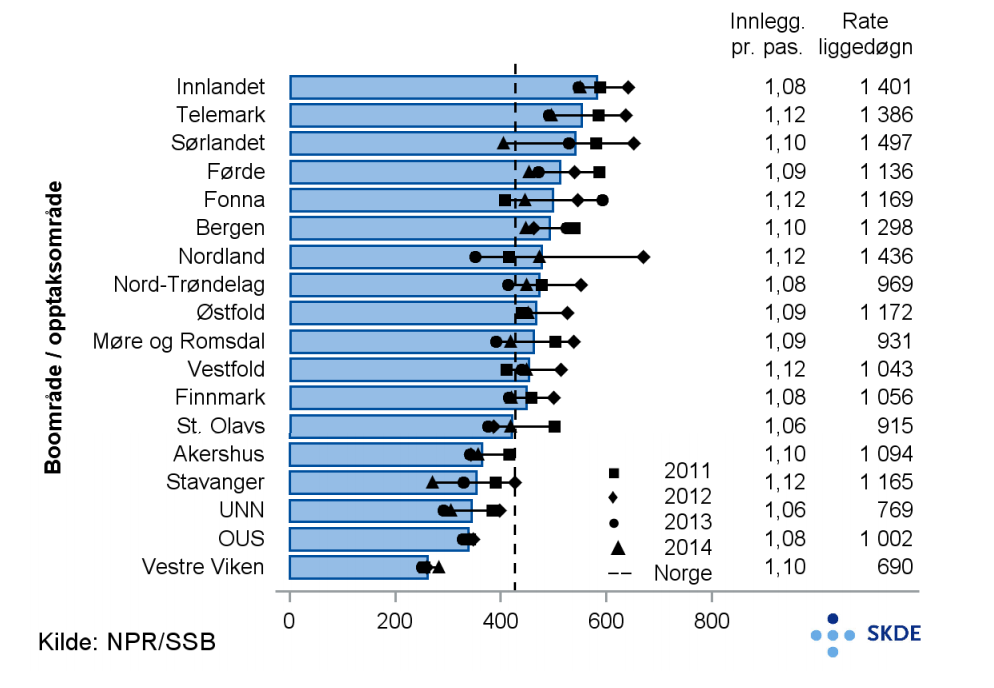 Innlegg. Rate
pr. pas. liggedøgn
Boområde / opptaksområde
Innlandet 1,08 1 401
Telemark 1,12 1 386
Sørlandet 1,10 1 497
Førde 1,09 1 136
Fonna 1,12 1 169
Bergen 1,10 1 298
Nordland 1,12 1 436
Nord-Trøndelag 1,08 969
Østfold 1,09 1 172
Møre og Romsdal 1,09 931
Vestfold 1,12 1 043
Finnmark 1,08 1 056
St. Olavs 1,06 915
Akershus 1,10 1 094
Stavanger 1,12 1 165
UNN 1,06 769
OUS 1,08 1 002
Vestre Viken 1,10 690
2011
2012
2013
2014
Norge
0 200 400 600 800
Kilde: NPR/SSB
SKDE